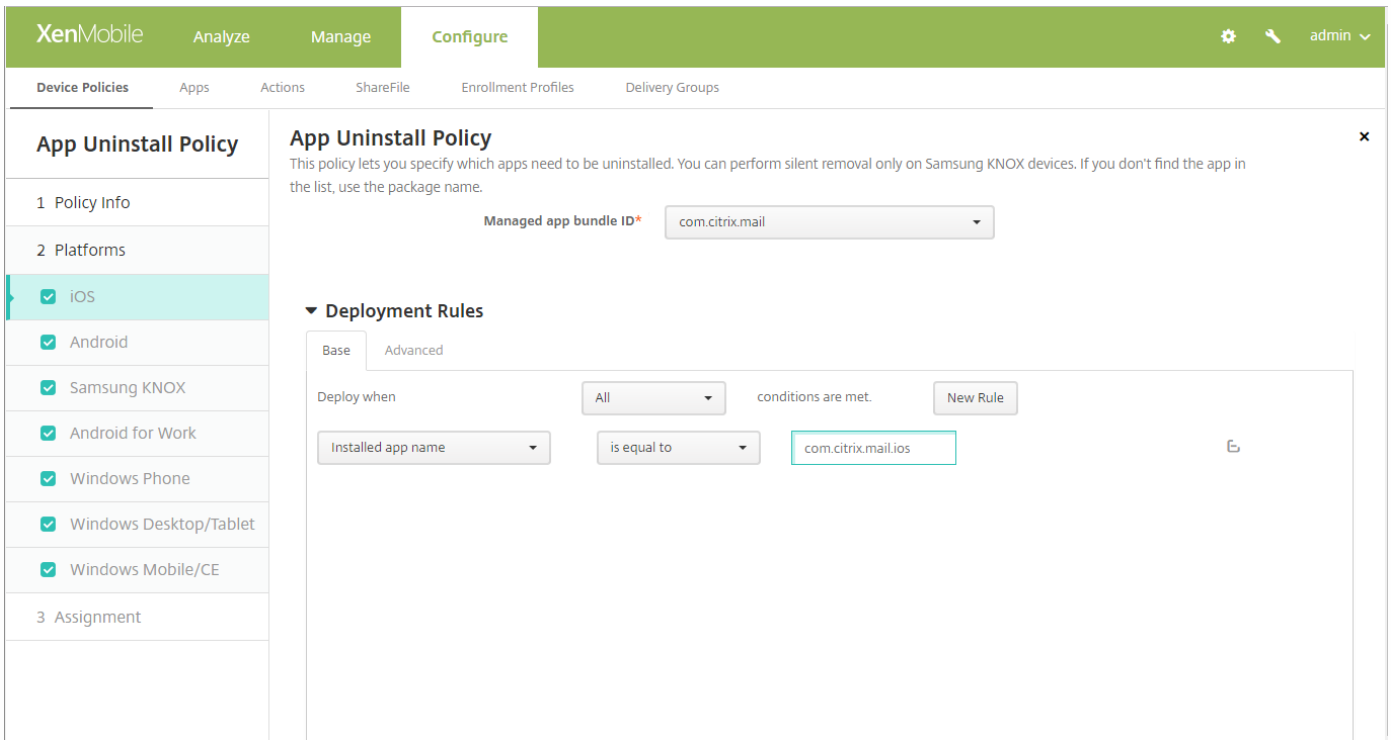 XenMobile Analyze Manage Configure admin
Device Policies Apps Actions ShareFile Enrollment Profiles Delivery Groups
App Uninstall Policy
1 Policy Info
2 Platforms
iOS
Android
Samsung KNOX
Android for Work
Windows Phone
Windows Desktop/Tablet
Windows Mobile/CE
3 Assignment
App Uninstall Policy
This policy lets you specify which apps need to be uninstalled. You can perform silent removal only on Samsung KNOX devices. If you don't find the app in
the list, use the package name.
Managed app bundle ID* com.citrix.mail
Deployment Rules
Base Advanced
Deploy when All conditions are met. New Rule
Installed app name is equal to com.citrix.mail.ios